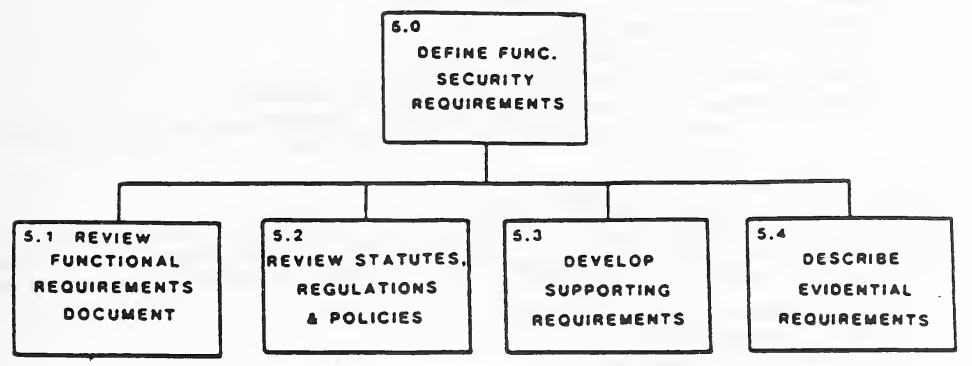 5.0
DEFINE FUNC.
SECURITY
REQUIREMENTS
5.1 REVIEW
FUNCTIONAL
REQUIREMENTS
DOCUMENT
5.2
REVIEW STATUTES,
REGULATIONS
& POLICIES
5.3
DEVELOP
SUPPORTING
REQUIREMENTS
5.4
DESCRIBE
EVIDENTIAL
REQUIREMENTS